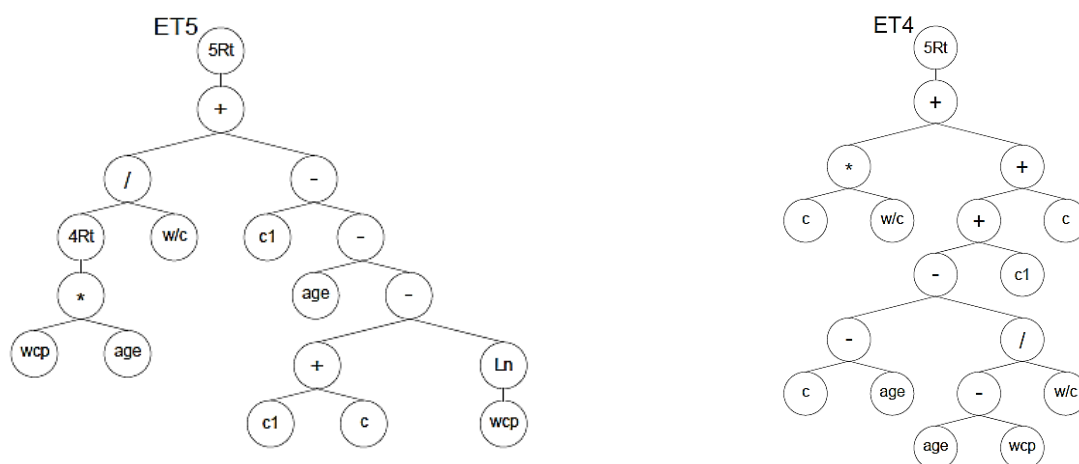 ET5
5Rt
+
/ -
4Rt w/c c1 -
* age -
wcp age + Ln
c1 c wcp
ET4
5Rt
+
* +
c w/c + c
- c1
- /
c age - w/c
age wcp